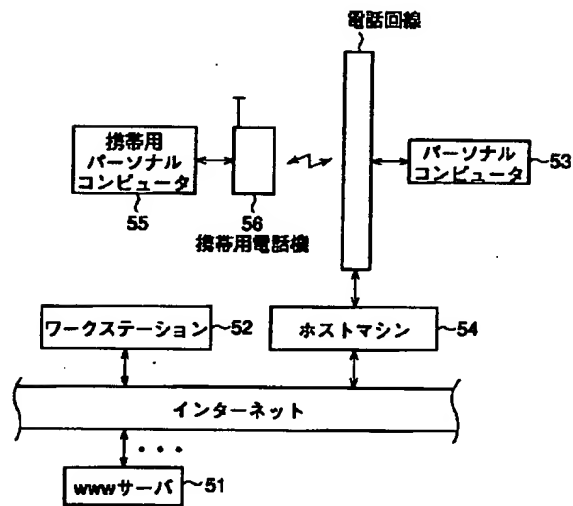 電話回線
携帯用
パーソナル
コンピュータ
55
56
携帯用電話機
パーソナル
コンピュータ
53
ワークステーション
52
ホストマシン
54
インターネット
・・・
wwwサーバ
51